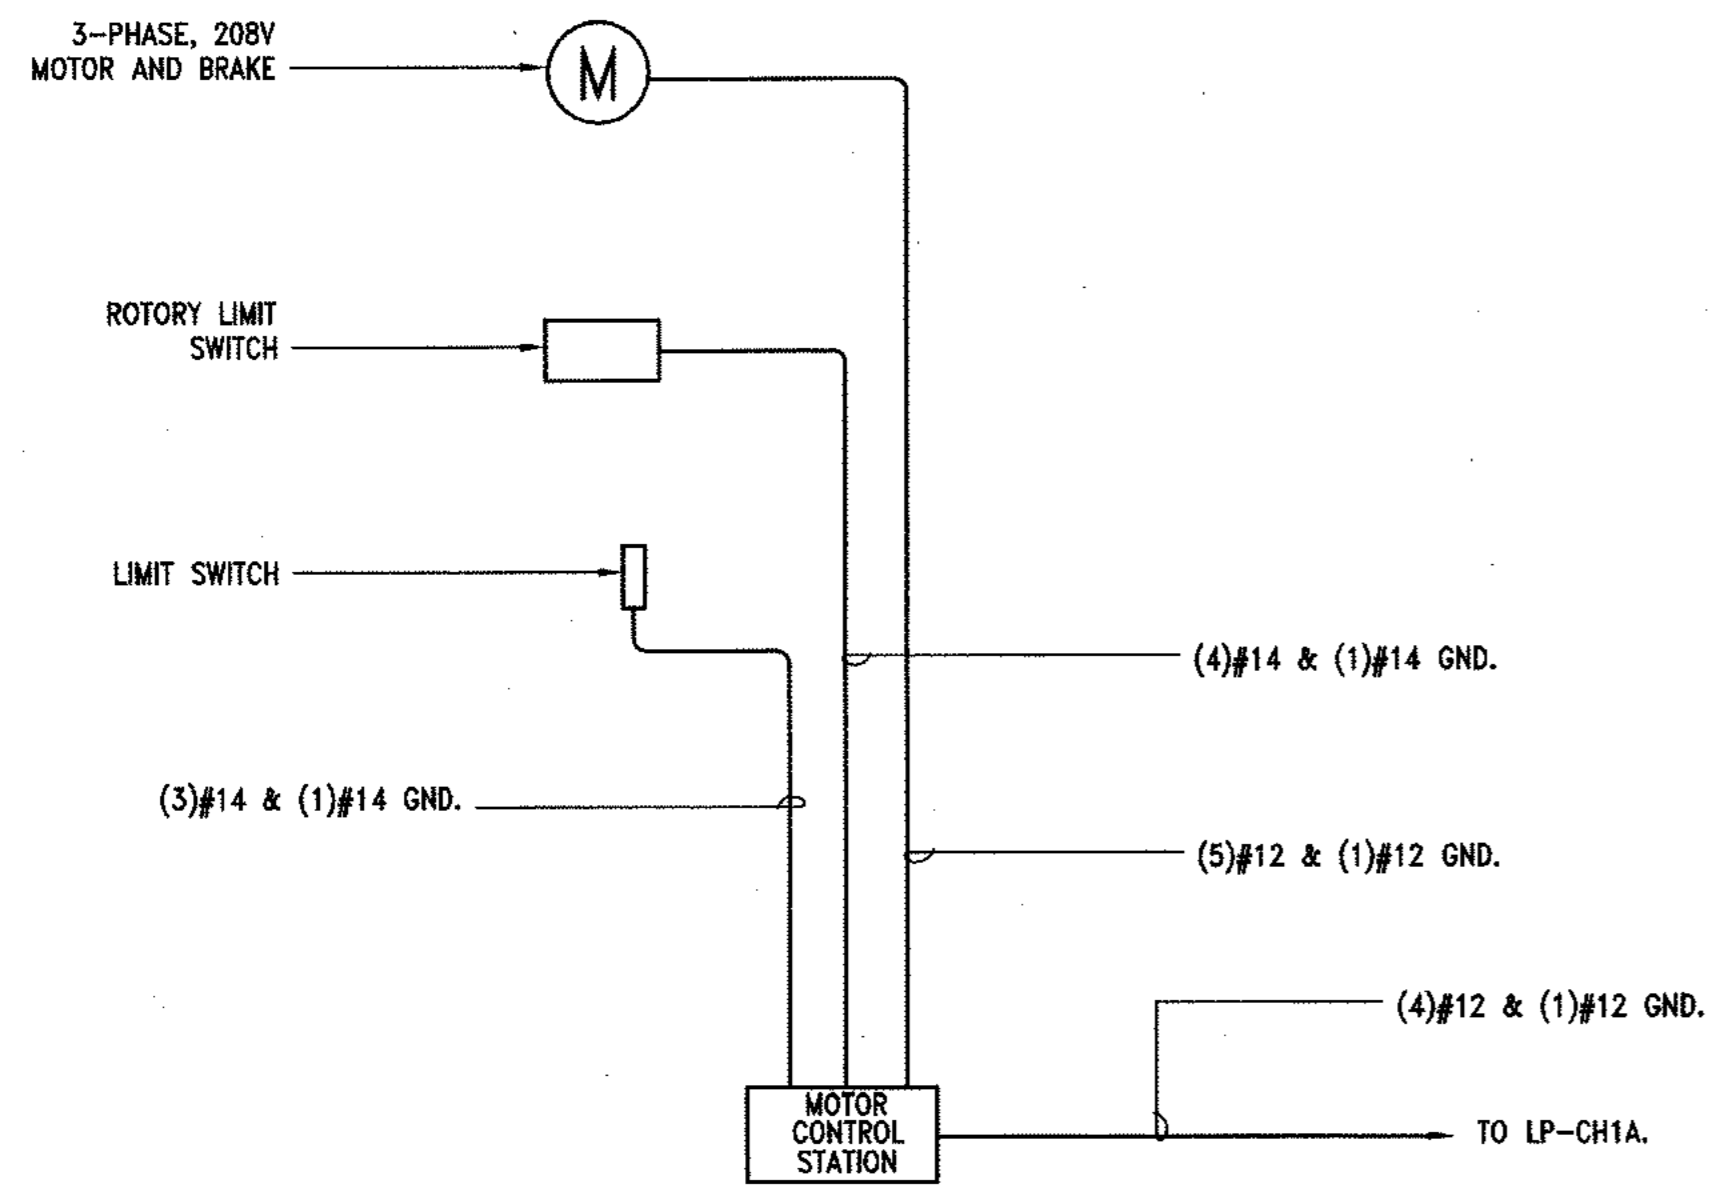 3-PHASE, 208V
MOTOR AND BRAKE
M
ROTORY LIMIT
SWITCH
LIMIT SWITCH
(4)#14 & (1)#14 GND.
(3)#14 & (1)#14 GND.
(5)#12 & (1)#12 GND.
(4)#12 & (1)#12 GND.
MOTOR
CONTROL
STATION
TO LP-CH1A.